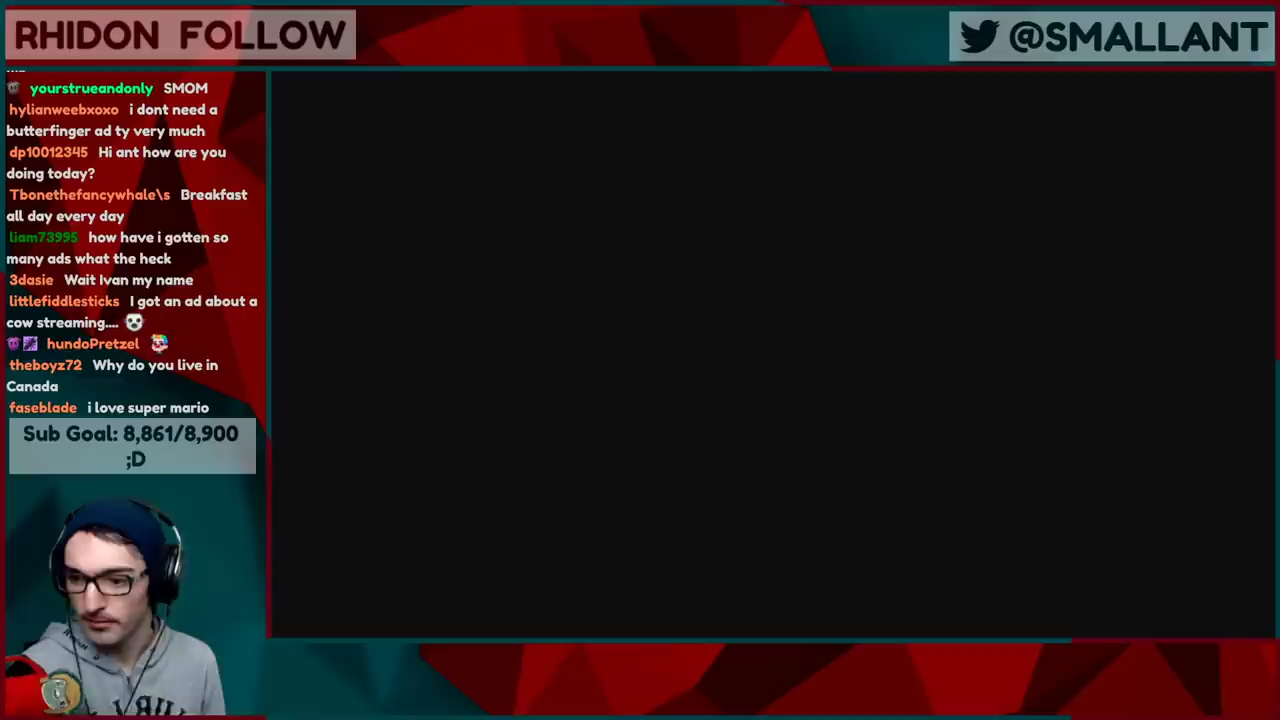 RHIDON FOLLOW
@SMALLANT
yourstrueandonly SMOM
hylianweebxoxo i dont need a
butterfinger ad ty very much
dp10012345 Hi ant how are you
doing today?
Tbonethefancywhale\s Breakfast
all day every day
liam73995 how have i gotten so
many ads what the heck
3dasie Wait Ivan my name
littlefiddlesticks I got an ad about a
cow streaming....
hundoPretzel
theboyz72 Why do you live in
Canada
faseblade i love super mario
Sub Goal: 8,861/8,900
;D